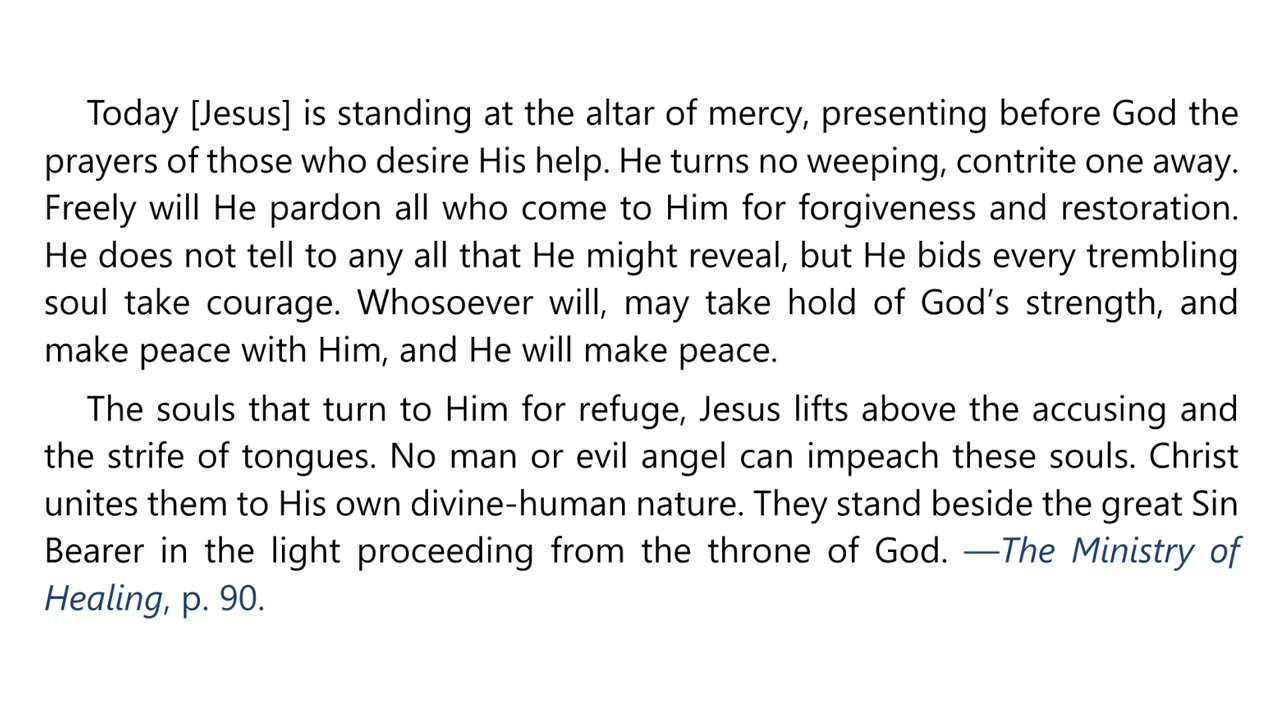 Today [Jesus] is standing at the altar of mercy, presenting before God the
prayers of those who desire His help. He turns no weeping, contrite one away.
Freely will He pardon all who come to Him for forgiveness and restoration.
He does not tell to any all that He might reveal, but He bids every trembling
soul take courage. Whosoever will, may take hold of God’s strength, and
make peace with Him, and He will make peace.
The souls that turn to Him for refuge, Jesus lifts above the accusing and
the strife of tongues. No man or evil angel can impeach these souls. Christ
unites them to His own divine-human nature. They stand beside the great Sin
Bearer in the light proceeding from the throne of God. —The Ministry of
Healing, p. 90.